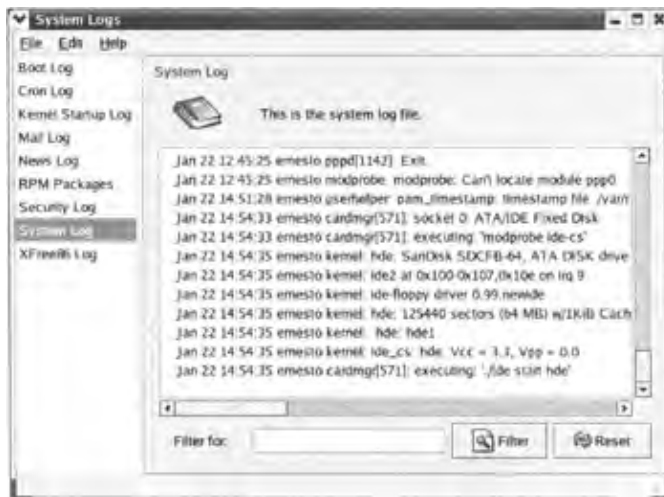 System Logs
File Edit Help
Boot Log
Cron Log
Kernel Startup Log
Mail Log
News Log
RPM Packages
Security Log
System Log
XFree86 Log
System Log
This is the system log file.
Jan 22 12:45:25 ernesto pppd[1142]: Exit.
Jan 22 12:45:25 ernesto modprobe: modprobe: Can't locate module ppp0
Jan 22 14:51:28 ernesto userhelper: pam_timestamp: timestamp file `/var/
Jan 22 14:54:33 ernesto cardmgr[571]: socket 0: ATA/IDE Fixed Disk
Jan 22 14:54:33 ernesto cardmgr[571]: executing: 'modprobe ide-cs'
Jan 22 14:54:35 ernesto kernel: hde: SanDisk SDCFB-64, ATA DISK drive
Jan 22 14:54:35 ernesto kernel: ide2 at 0x100-0x107,0x10e on irq 9
Jan 22 14:54:35 ernesto kernel: ide-floppy driver 0.99.newide
Jan 22 14:54:35 ernesto kernel: hde: 125440 sectors (64 MB) w/1KiB Cach
Jan 22 14:54:35 ernesto kernel: hde: hde1
Jan 22 14:54:35 ernesto kernel: ide_cs: hde: Vcc = 3.3, Vpp = 0.0
Jan 22 14:54:35 ernesto cardmgr[571]: executing: './ide start hde'
Filter for:
Filter
Reset